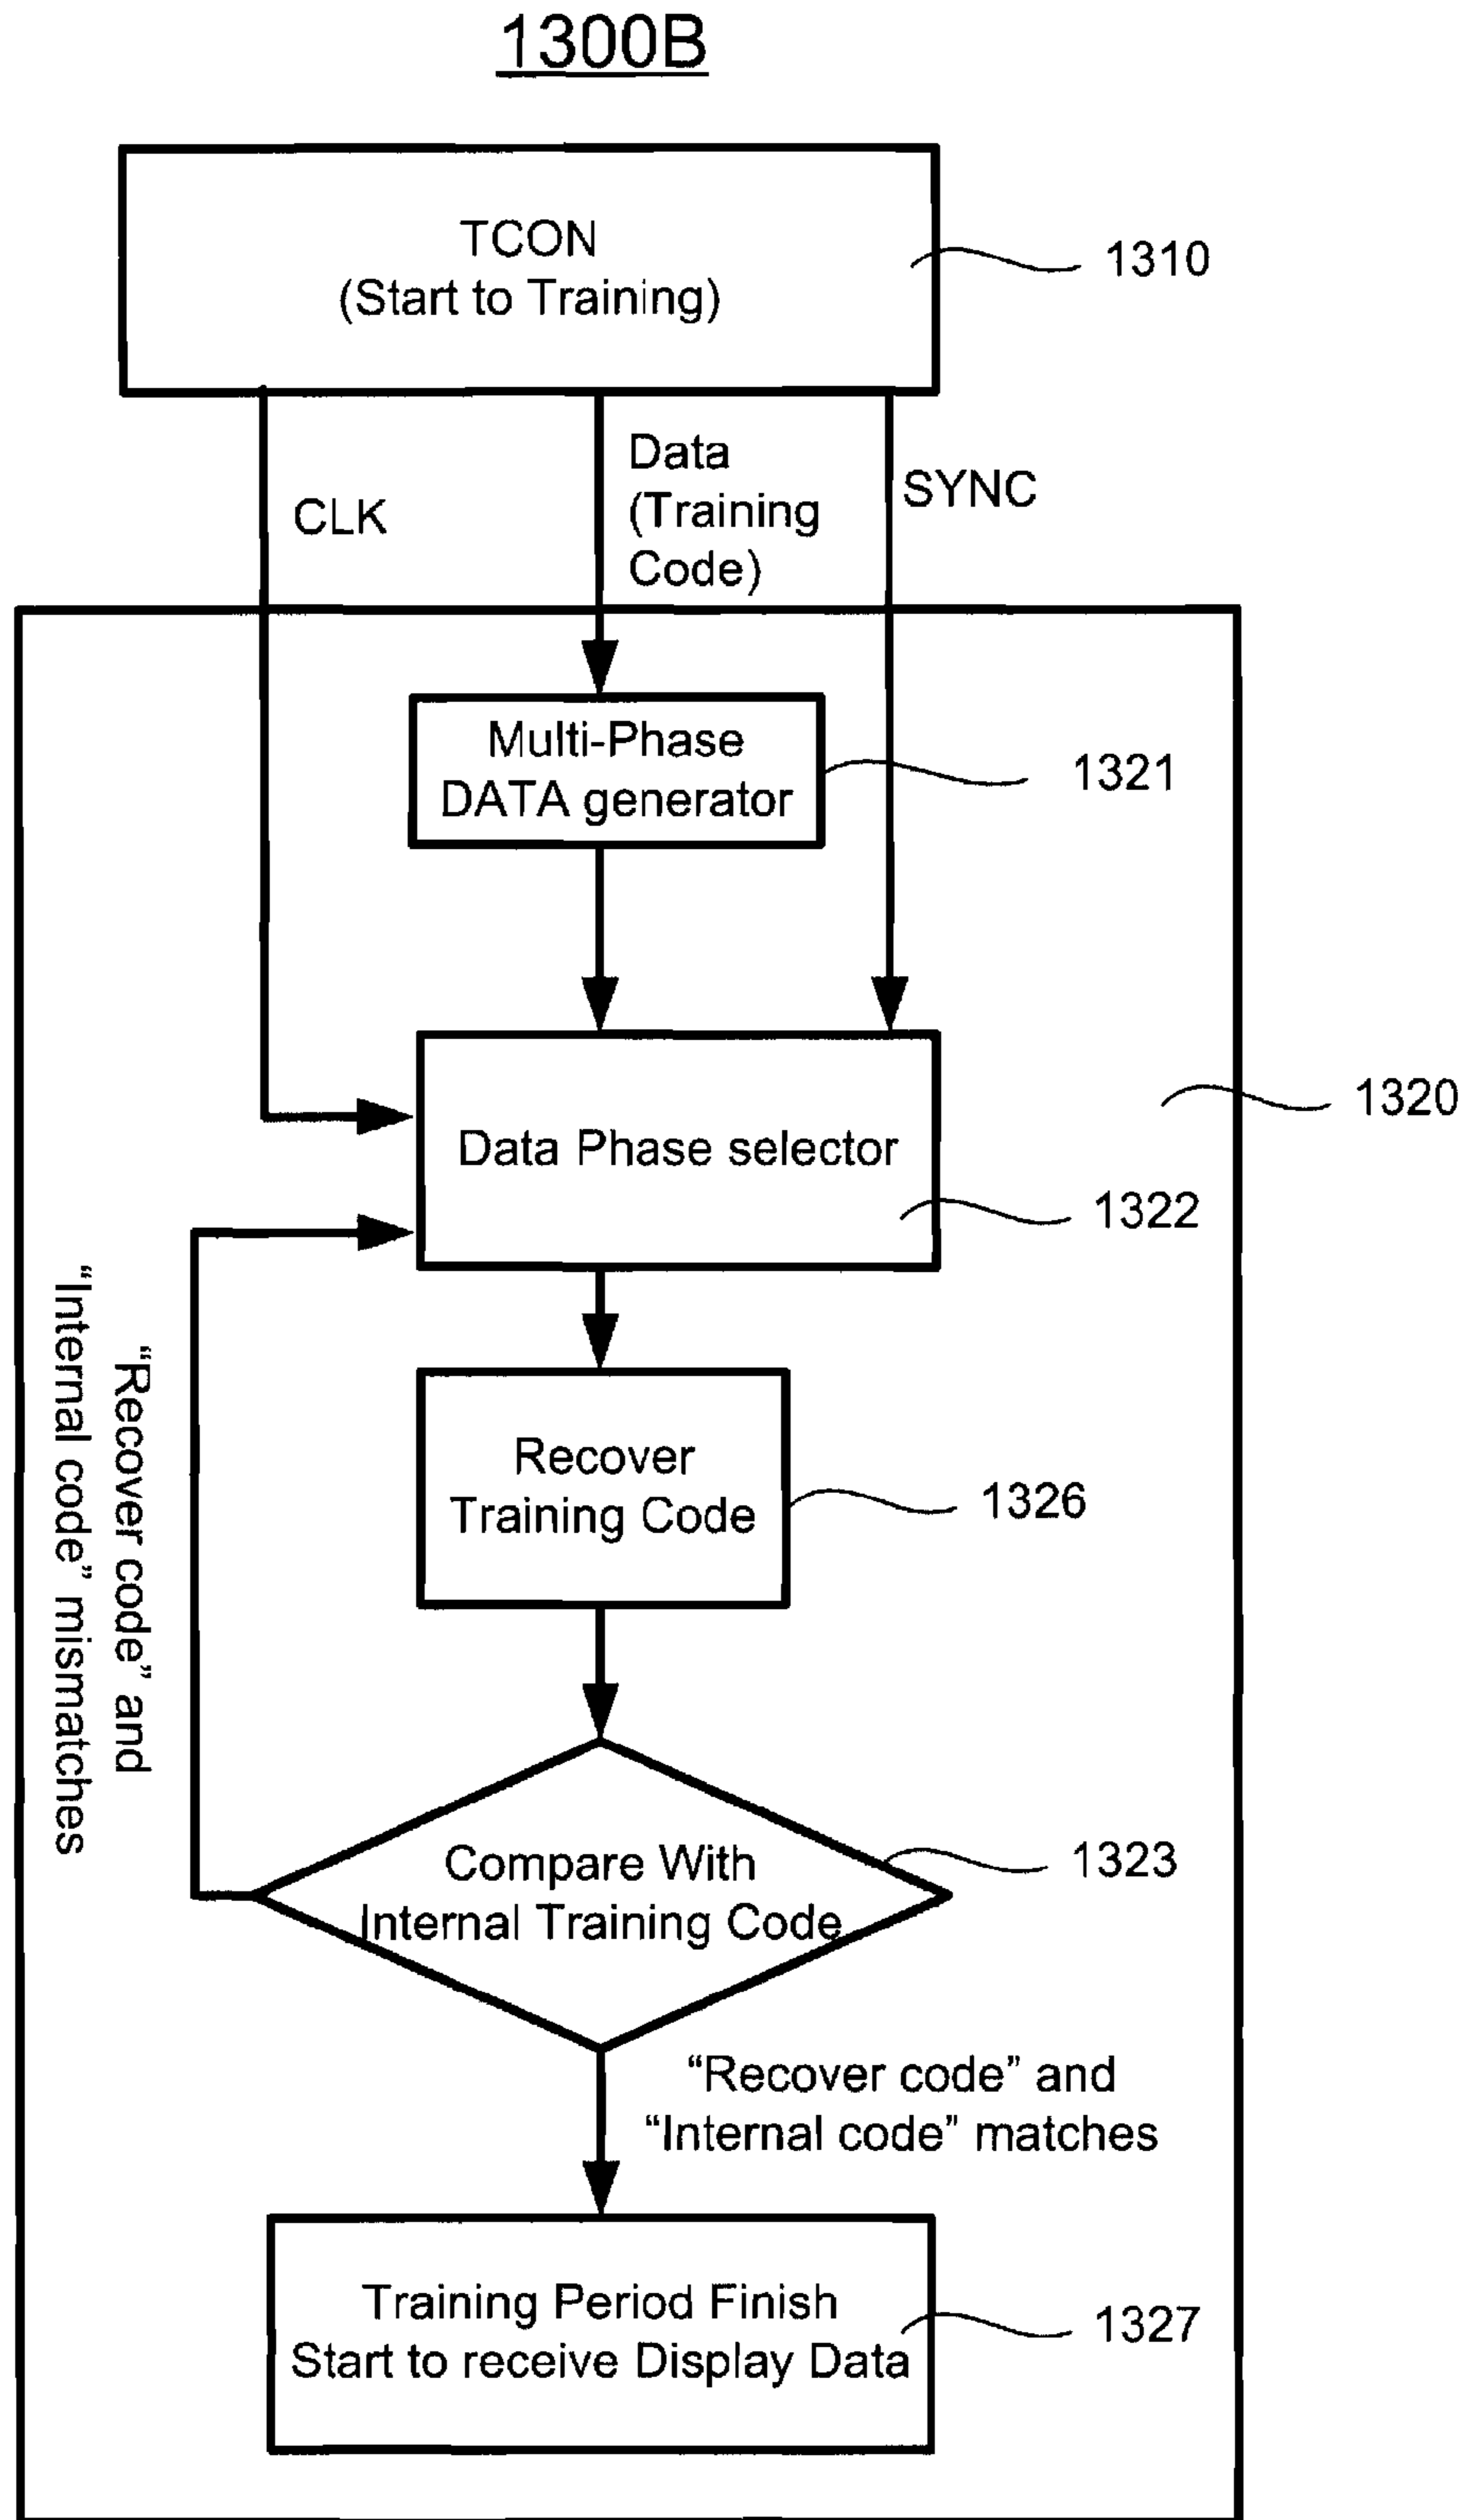 1300B
TCON
(Start to Training)
1310
CLK
Data
(Training
Code)
SYNC
Multi-Phase
DATA generator
1321
1320
Data Phase selector
1322
"Recover code" and
"Internal code" mismatches
Recover
Training Code
1326
Compare With
Internal Training Code
1323
“Recover code” and
“Internal code” matches
Training Period Finish
Start to receive Display Data
1327